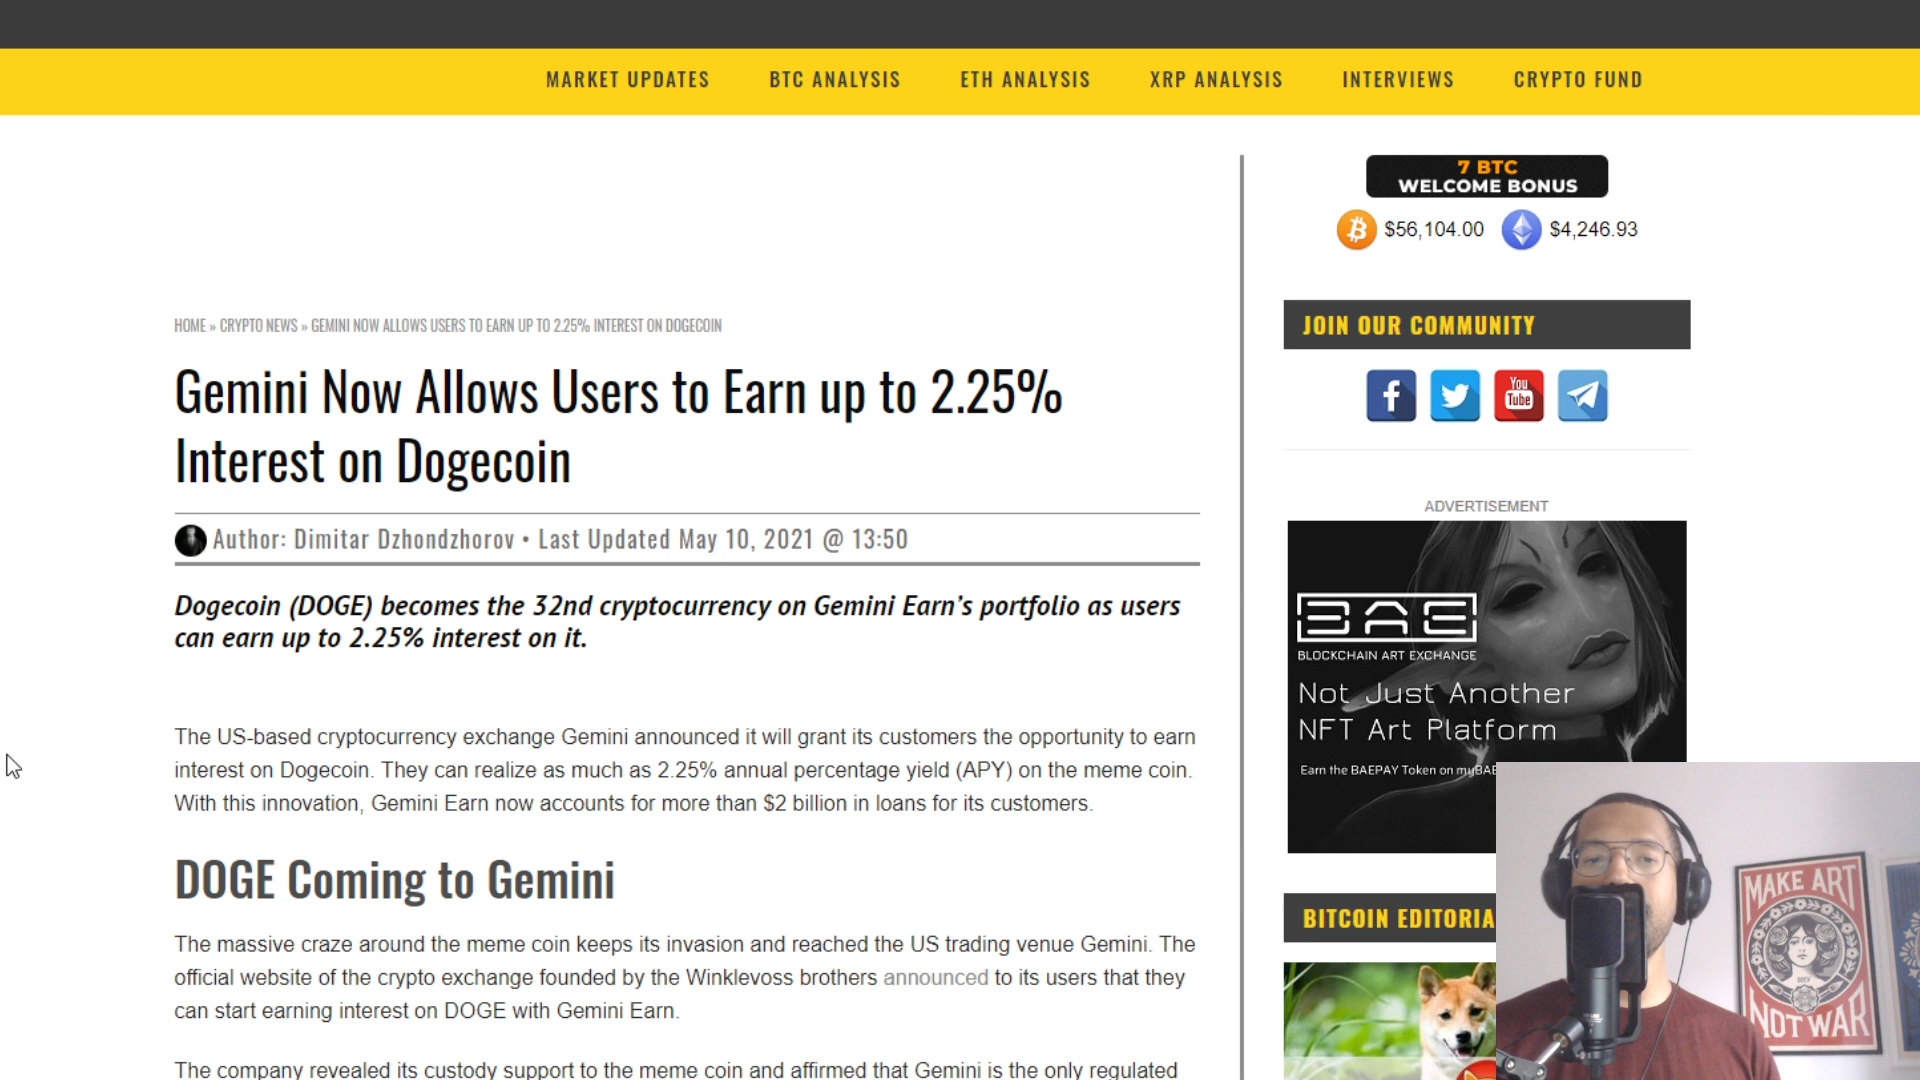 MARKET UPDATES BTC ANALYSIS ETH ANALYSIS XRP ANALYSIS INTERVIEWS CRYPTO FUND
7 BTC
WELCOME BONUS
$56,104.00 $4,246.93
HOME » CRYPTO NEWS » GEMINI NOW ALLOWS USERS TO EARN UP TO 2.25% INTEREST ON DOGECOIN
Gemini Now Allows Users to Earn up to 2.25%
Interest on Dogecoin
Author: Dimitar Dzhondzhorov • Last Updated May 10, 2021 @ 13:50
Dogecoin (DOGE) becomes the 32nd cryptocurrency on Gemini Earn's portfolio as users
can earn up to 2.25% interest on it.
The US-based cryptocurrency exchange Gemini announced it will grant its customers the opportunity to earn
interest on Dogecoin. They can realize as much as 2.25% annual percentage yield (APY) on the meme coin.
With this innovation, Gemini Earn now accounts for more than $2 billion in loans for its customers.
DOGE Coming to Gemini
The massive craze around the meme coin keeps its invasion and reached the US trading venue Gemini. The
official website of the crypto exchange founded by the Winklevoss brothers announced to its users that they
can start earning interest on DOGE with Gemini Earn.
The company revealed its custody support to the meme coin and affirmed that Gemini is the only regulated
JOIN OUR COMMUNITY
You
Tube
ADVERTISEMENT
BAE
BLOCKCHAIN ART EXCHANGE
Not Just Another
NFT Art Platform
Earn the BAEPAY Token on myBAE
BITCOIN EDITORIA
MAKE ART
NOT WAR